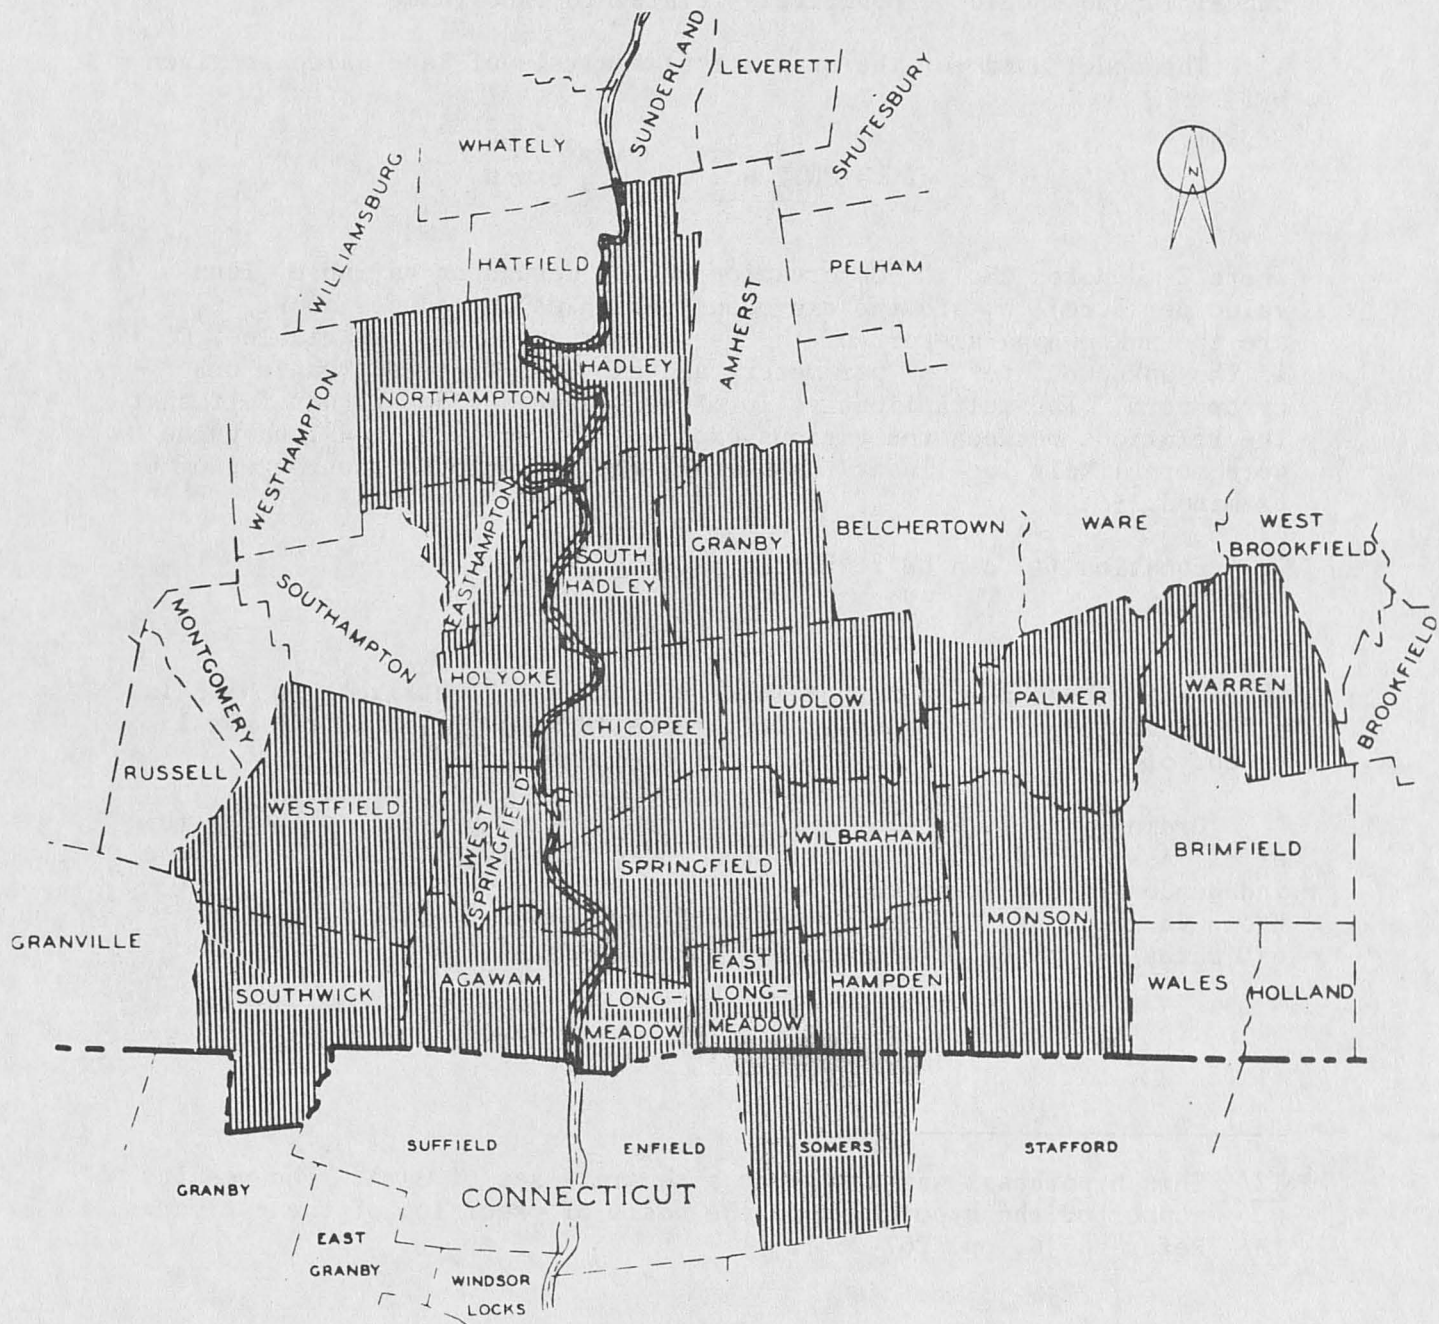 SUNDERLAND
LEVERETT
SHUTESBURY
WHATELY
WILLIAMSBURG
N
HATFIELD
PELHAM
AMHERST
HADLEY
NORTHAMPTON
WESTHAMPTON
EASTHAMPTON
SOUTH
HADLEY
GRANBY
BELCHERTOWN
WARE
WEST
BROOKFIELD
SOUTHAMPTON
MONTGOMERY
BROOKFIELD
HOLYOKE
LUDLOW
PALMER
WARREN
CHICOPEE
RUSSELL
WESTFIELD
WEST
SPRINGFIELD
SPRINGFIELD
WILBRAHAM
BRIMFIELD
MONSON
GRANVILLE
SOUTHWICK
AGAWAM
LONG-
MEADOW
EAST
LONG-
MEADOW
HAMPDEN
WALES
HOLLAND
SUFFIELD
ENFIELD
SOMERS
STAFFORD
GRANBY
CONNECTICUT
EAST
GRANBY
WINDSOR
LOCKS